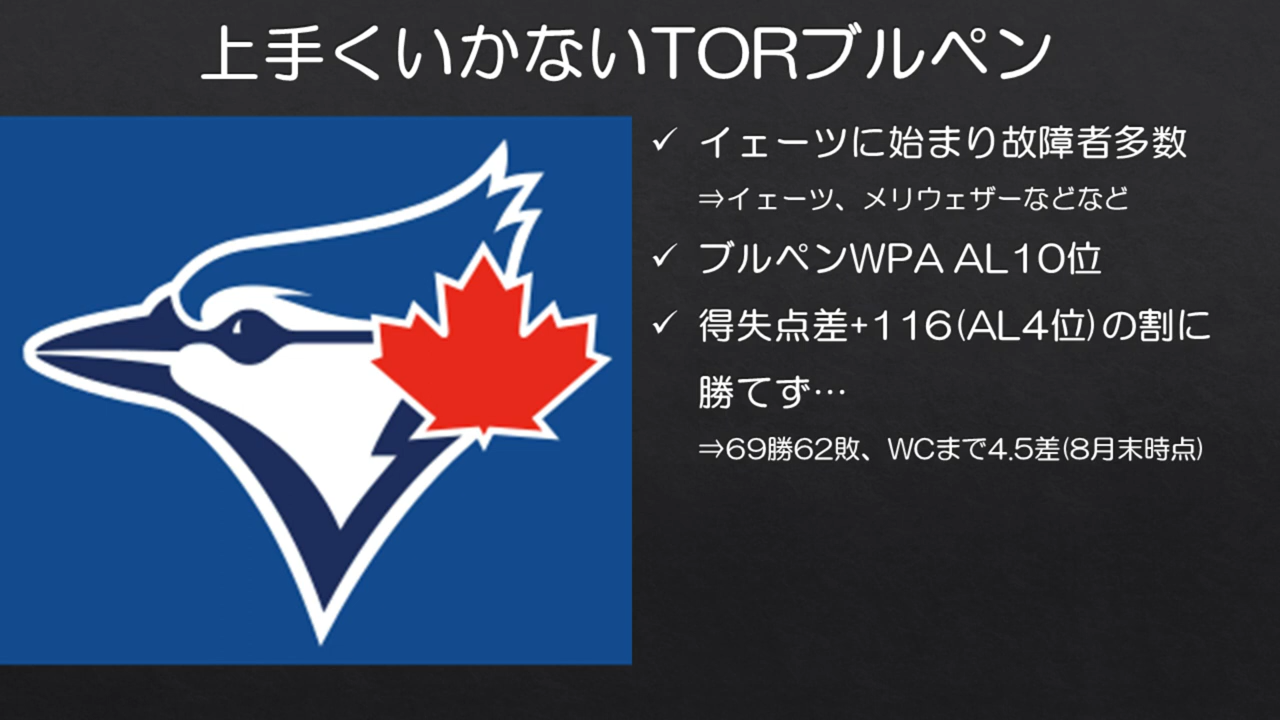 上手くいかないTORブルペン
✓ イェーツに始まり故障者多数
⇒イェーツ、メリウェザーなどなど
✓ ブルペンWPA AL10位
✓ 得失点差+116(AL4位)の割に
勝てず…
⇒69勝62敗、WCまで4.5差(8月末時点)